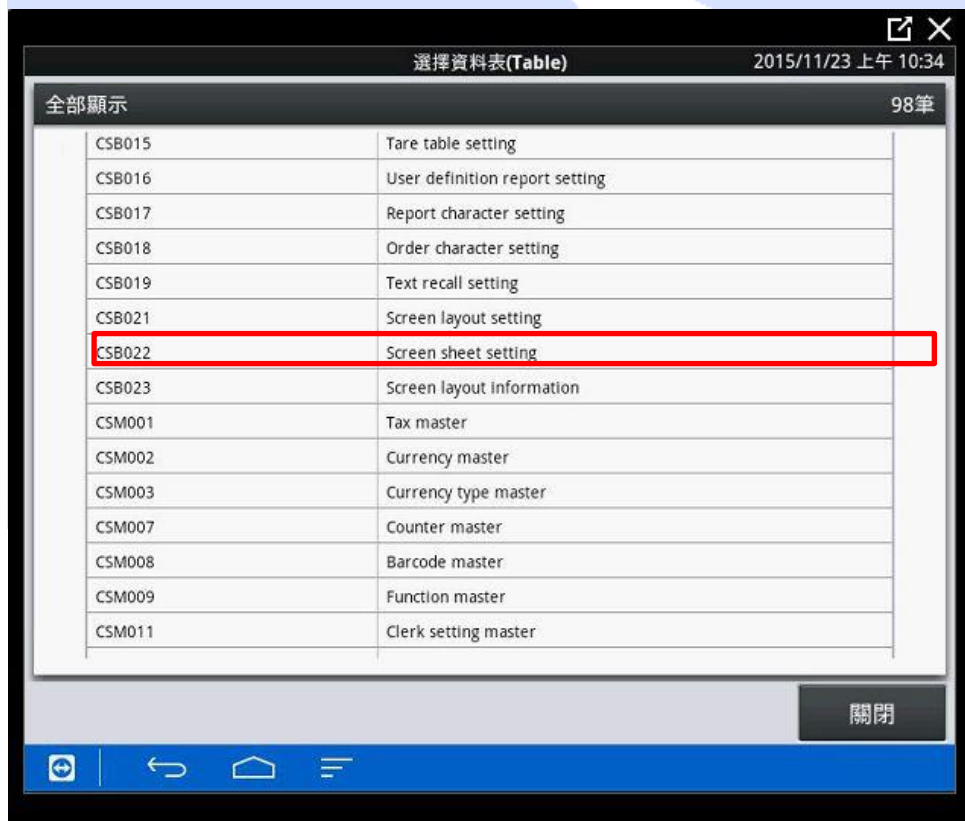 選擇資料表(Table) 2015/11/23 上午 10:34
全部顯示 98筆
CSB015 Tare table setting
CSB016 User definition report setting
CSB017 Report character setting
CSB018 Order character setting
CSB019 Text recall setting
CSB021 Screen layout setting
CSB022 Screen sheet setting
CSB023 Screen layout information
CSM001 Tax master
CSM002 Currency master
CSM003 Currency type master
CSM007 Counter master
CSM008 Barcode master
CSM009 Function master
CSM011 Clerk setting master
關閉